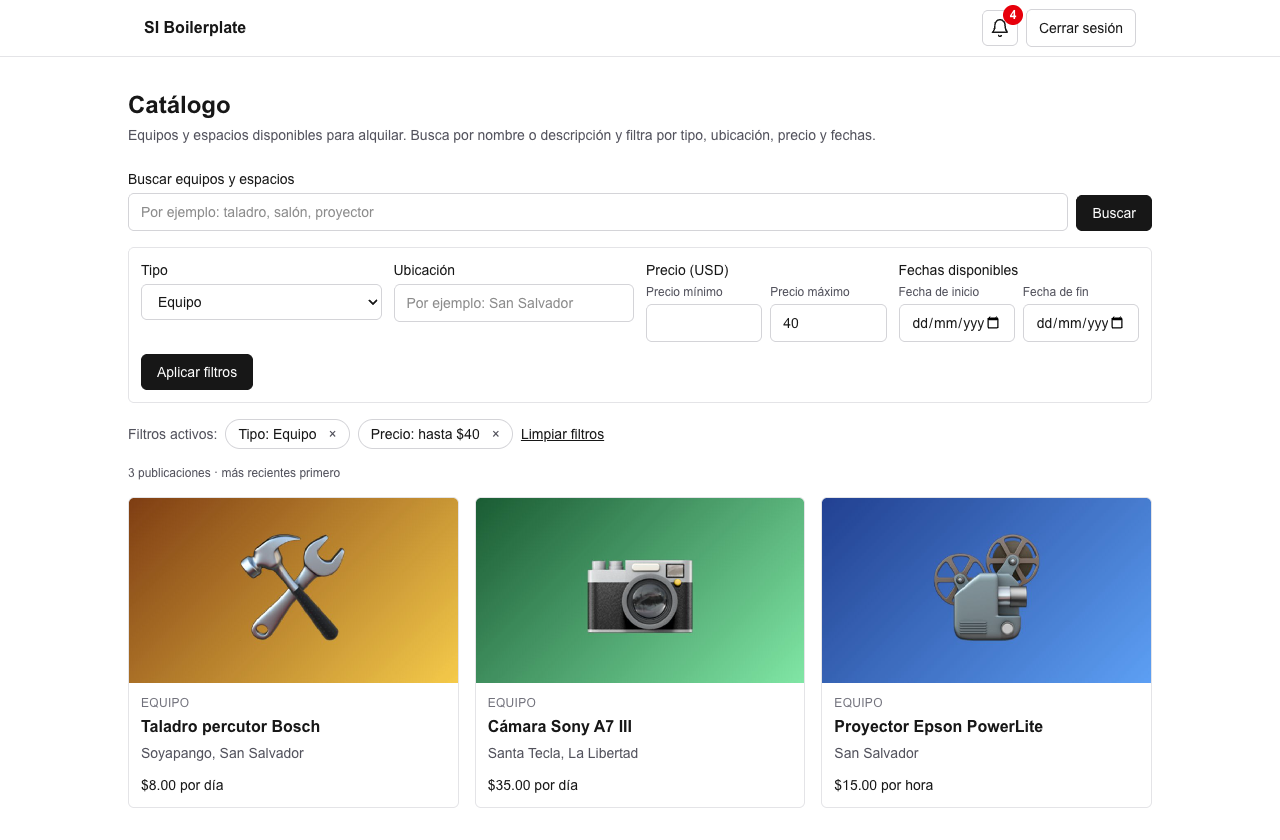 SI Boilerplate
4
Cerrar sesión
Catálogo
Equipos y espacios disponibles para alquilar. Busca por nombre o descripción y filtra por tipo, ubicación, precio y fechas.
Buscar equipos y espacios
Por ejemplo: taladro, salón, proyector
Buscar
Tipo
Equipo
Ubicación
Por ejemplo: San Salvador
Precio (USD)
Precio mínimo
Precio máximo
40
Fechas disponibles
Fecha de inicio
Fecha de fin
dd/mm/yyy
dd/mm/yyy
Aplicar filtros
Filtros activos:
Tipo: Equipo ×
Precio: hasta $40 ×
Limpiar filtros
3 publicaciones · más recientes primero
EQUIPO
Taladro percutor Bosch
Soyapango, San Salvador
$8.00 por día
EQUIPO
Cámara Sony A7 III
Santa Tecla, La Libertad
$35.00 por día
EQUIPO
Proyector Epson PowerLite
San Salvador
$15.00 por hora